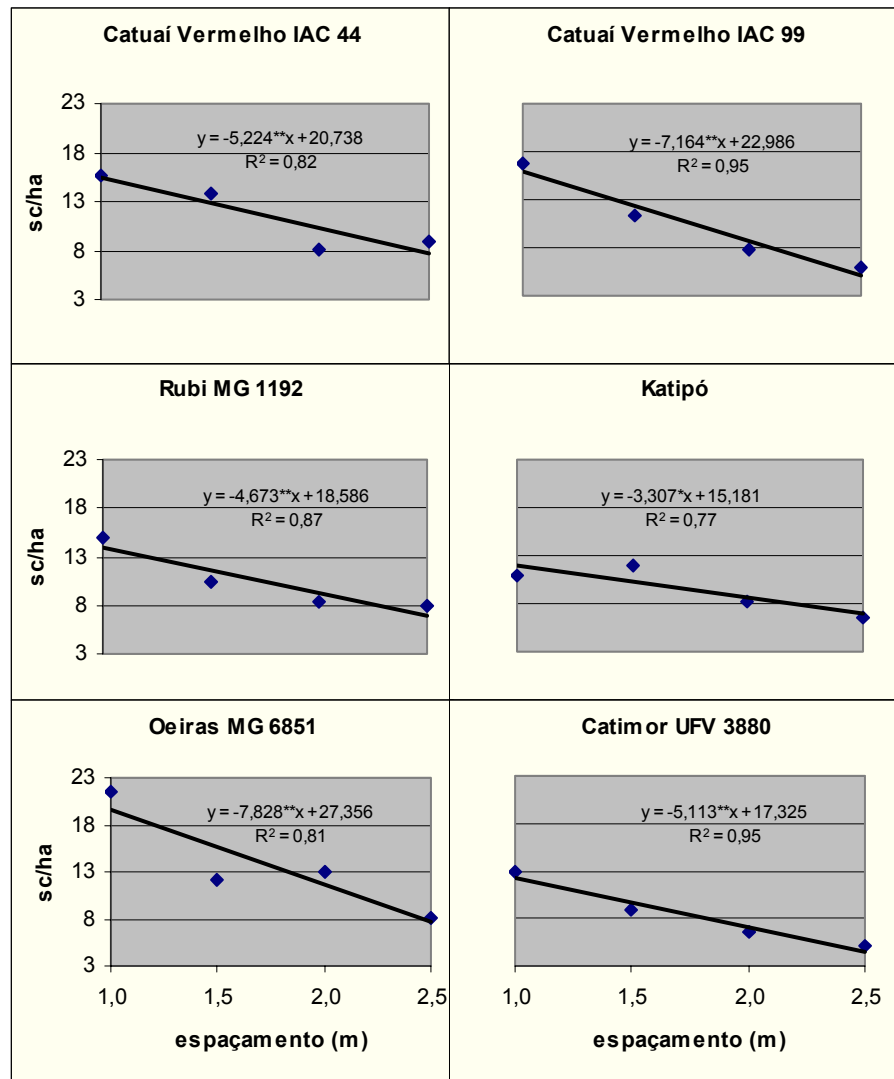 Catuaí Vermelho IAC 44
Catuaí Vermelho IAC 99
23
18
13
8
3
sc/ha
y = -5,224**x + 20,738
R² = 0,82
y = -7,164**x + 22,986
R² = 0,95
Rubi MG 1192
Katipó
23
18
13
8
3
sc/ha
y = -4,673**x + 18,586
R² = 0,87
y = -3,307*x + 15,181
R² = 0,77
Oeiras MG 6851
Catimor UFV 3880
23
18
13
8
3
sc/ha
y = -7,828**x + 27,356
R² = 0,81
y = -5,113**x + 17,325
R² = 0,95
1,0 1,5 2,0 2,5
1,0 1,5 2,0 2,5
espaçamento (m)
espaçamento (m)